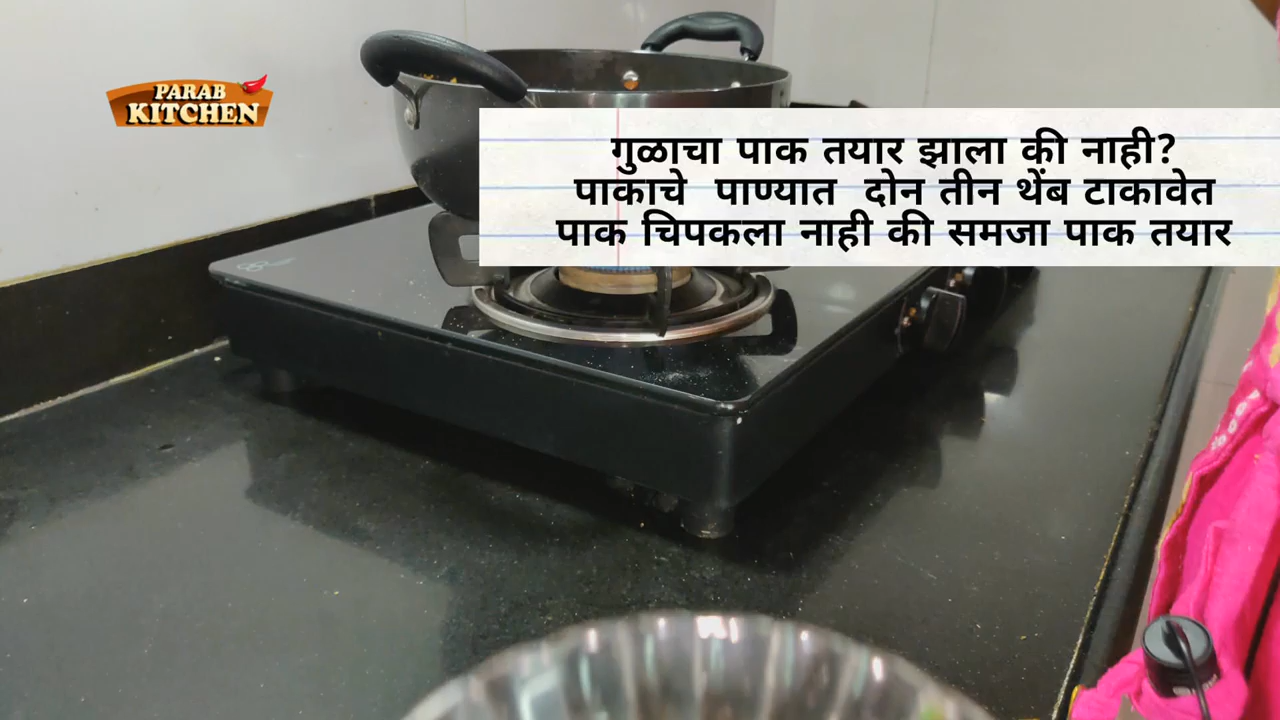 PARAB
KITCHEN
गुळाचा पाक तयार झाला की नाही?
पाकाचे पाण्यात दोन तीन थेंब टाकावेत
पाक चिपकला नाही की समजा पाक तयार